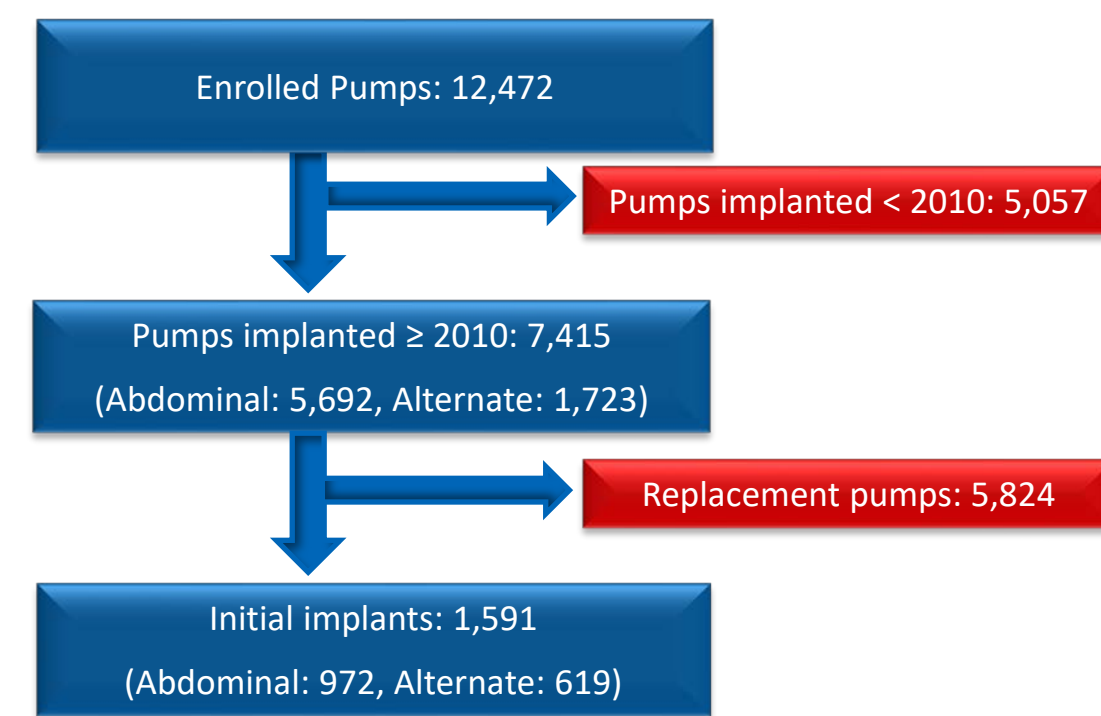 Enrolled Pumps: 12,472
Pumps implanted < 2010: 5,057
Pumps implanted ≥ 2010: 7,415
(Abdominal: 5,692, Alternate: 1,723)
Replacement pumps: 5,824
Initial implants: 1,591
(Abdominal: 972, Alternate: 619)